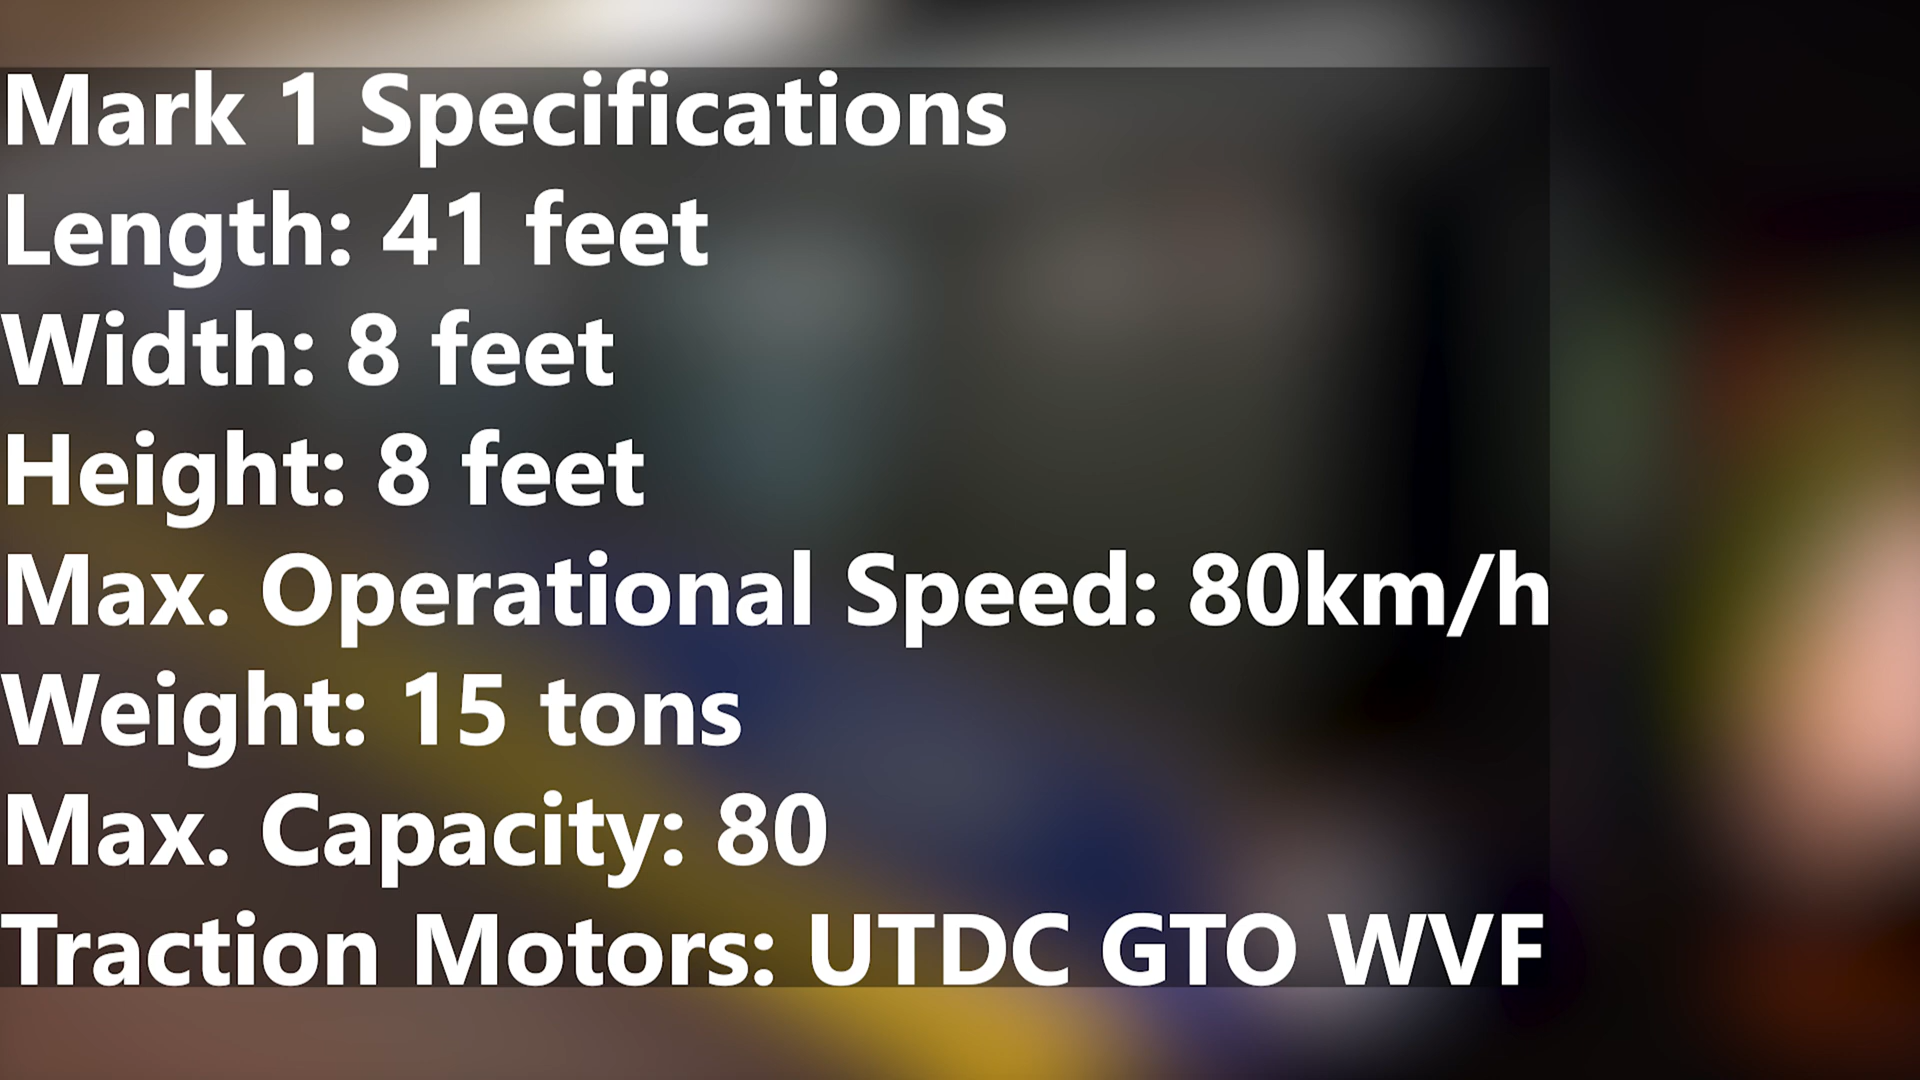 Mark 1 Specifications
Length: 41 feet
Width: 8 feet
Height: 8 feet
Max. Operational Speed: 80km/h
Weight: 15 tons
Max. Capacity: 80
Traction Motors: UTDC GTO WVF